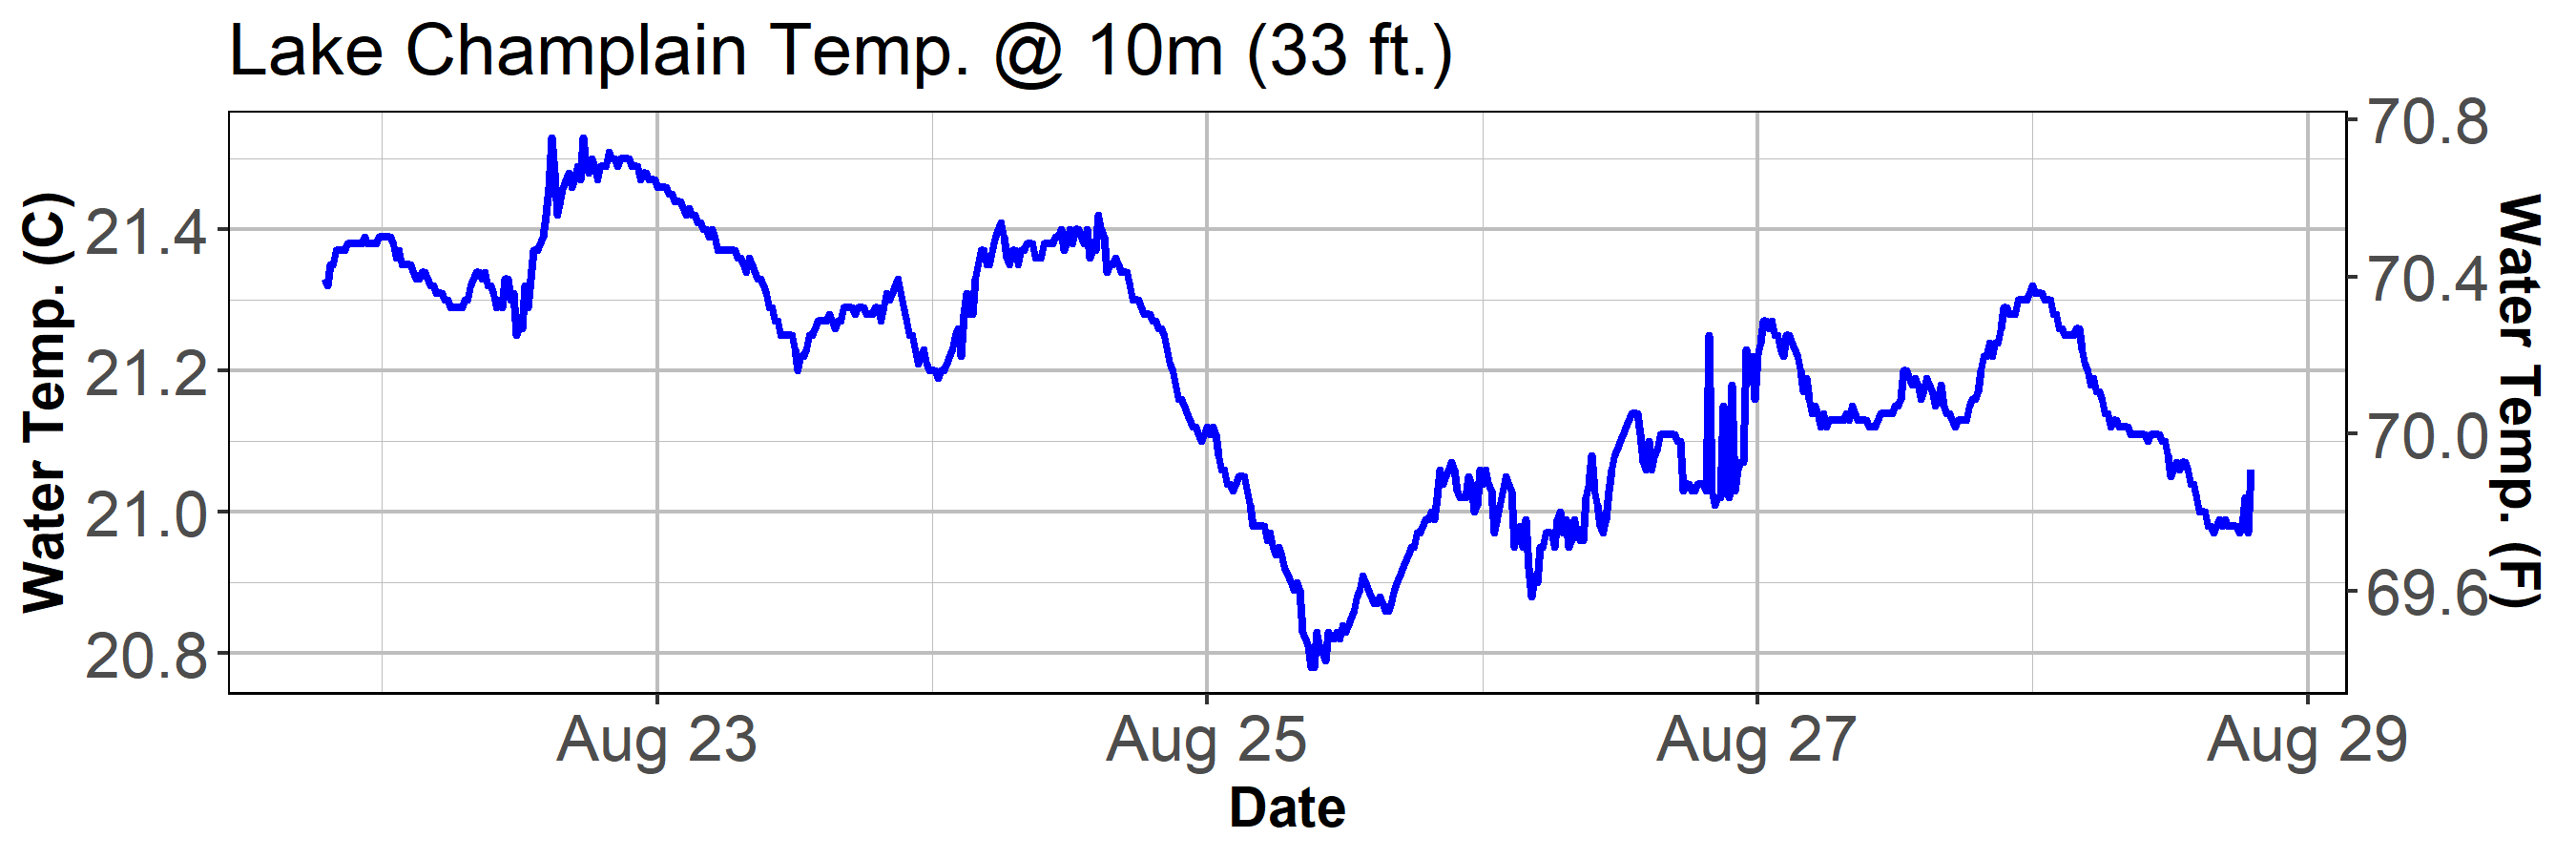 Lake Champlain Temp. @ 10m (33 ft.)
Water Temp. (C)
21.4
21.2
21.0
20.8
70.8
70.4
70.0
69.6
Water Temp. (F)
Aug 23
Aug 25
Aug 27
Aug 29
Date